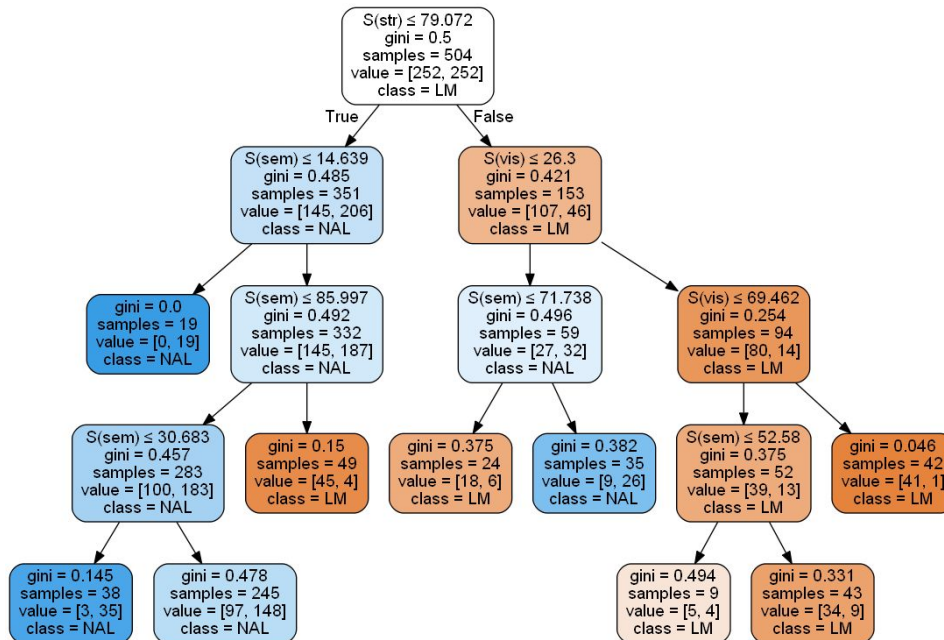 S(str) ≤ 79.072
gini = 0.5
samples = 504
value = [252, 252]
class = LM
True
False
S(sem) ≤ 14.639
gini = 0.485
samples = 351
value = [145, 206]
class = NAL
S(vis) ≤ 26.3
gini = 0.421
samples = 153
value = [107, 46]
class = LM
gini = 0.0
samples = 19
value = [0, 19]
class = NAL
S(sem) ≤ 85.997
gini = 0.492
samples = 332
value = [145, 187]
class = NAL
S(sem) ≤ 71.738
gini = 0.496
samples = 59
value = [27, 32]
class = NAL
S(vis) ≤ 69.462
gini = 0.254
samples = 94
value = [80, 14]
class = LM
S(sem) ≤ 30.683
gini = 0.457
samples = 283
value = [100, 183]
class = NAL
gini = 0.15
samples = 49
value = [45, 4]
class = LM
gini = 0.375
samples = 24
value = [18, 6]
class = LM
gini = 0.382
samples = 35
value = [9, 26]
class = NAL
S(sem) ≤ 52.58
gini = 0.375
samples = 52
value = [39, 13]
class = LM
gini = 0.046
samples = 42
value = [41, 1]
class = LM
gini = 0.145
samples = 38
value = [3, 35]
class = NAL
gini = 0.478
samples = 245
value = [97, 148]
class = NAL
gini = 0.494
samples = 9
value = [5, 4]
class = LM
gini = 0.331
samples = 43
value = [34, 9]
class = LM